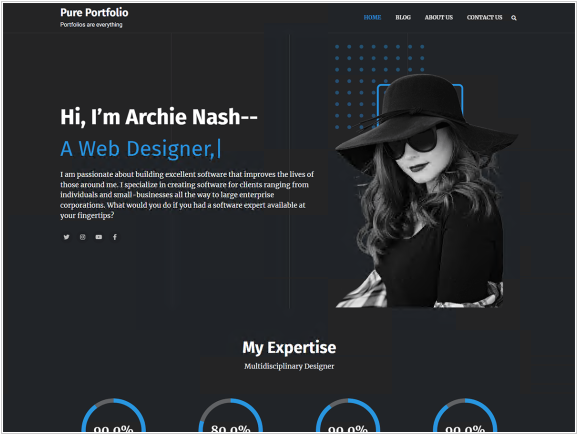 Pure Portfolio
Portfolios are everything
HOME BLOG ABOUT US CONTACT US
Hi, I'm Archie Nash--
A Web Designer,|
I am passionate about building excellent software that improves the lives of
those around me. I specialize in creating software for clients ranging from
individuals and small-businesses all the way to large enterprise
corporations. What would you do if you had a software expert available at
your fingertips?
My Expertise
Multidisciplinary Designer
90.0% 80.0% 90.0% 90.0%